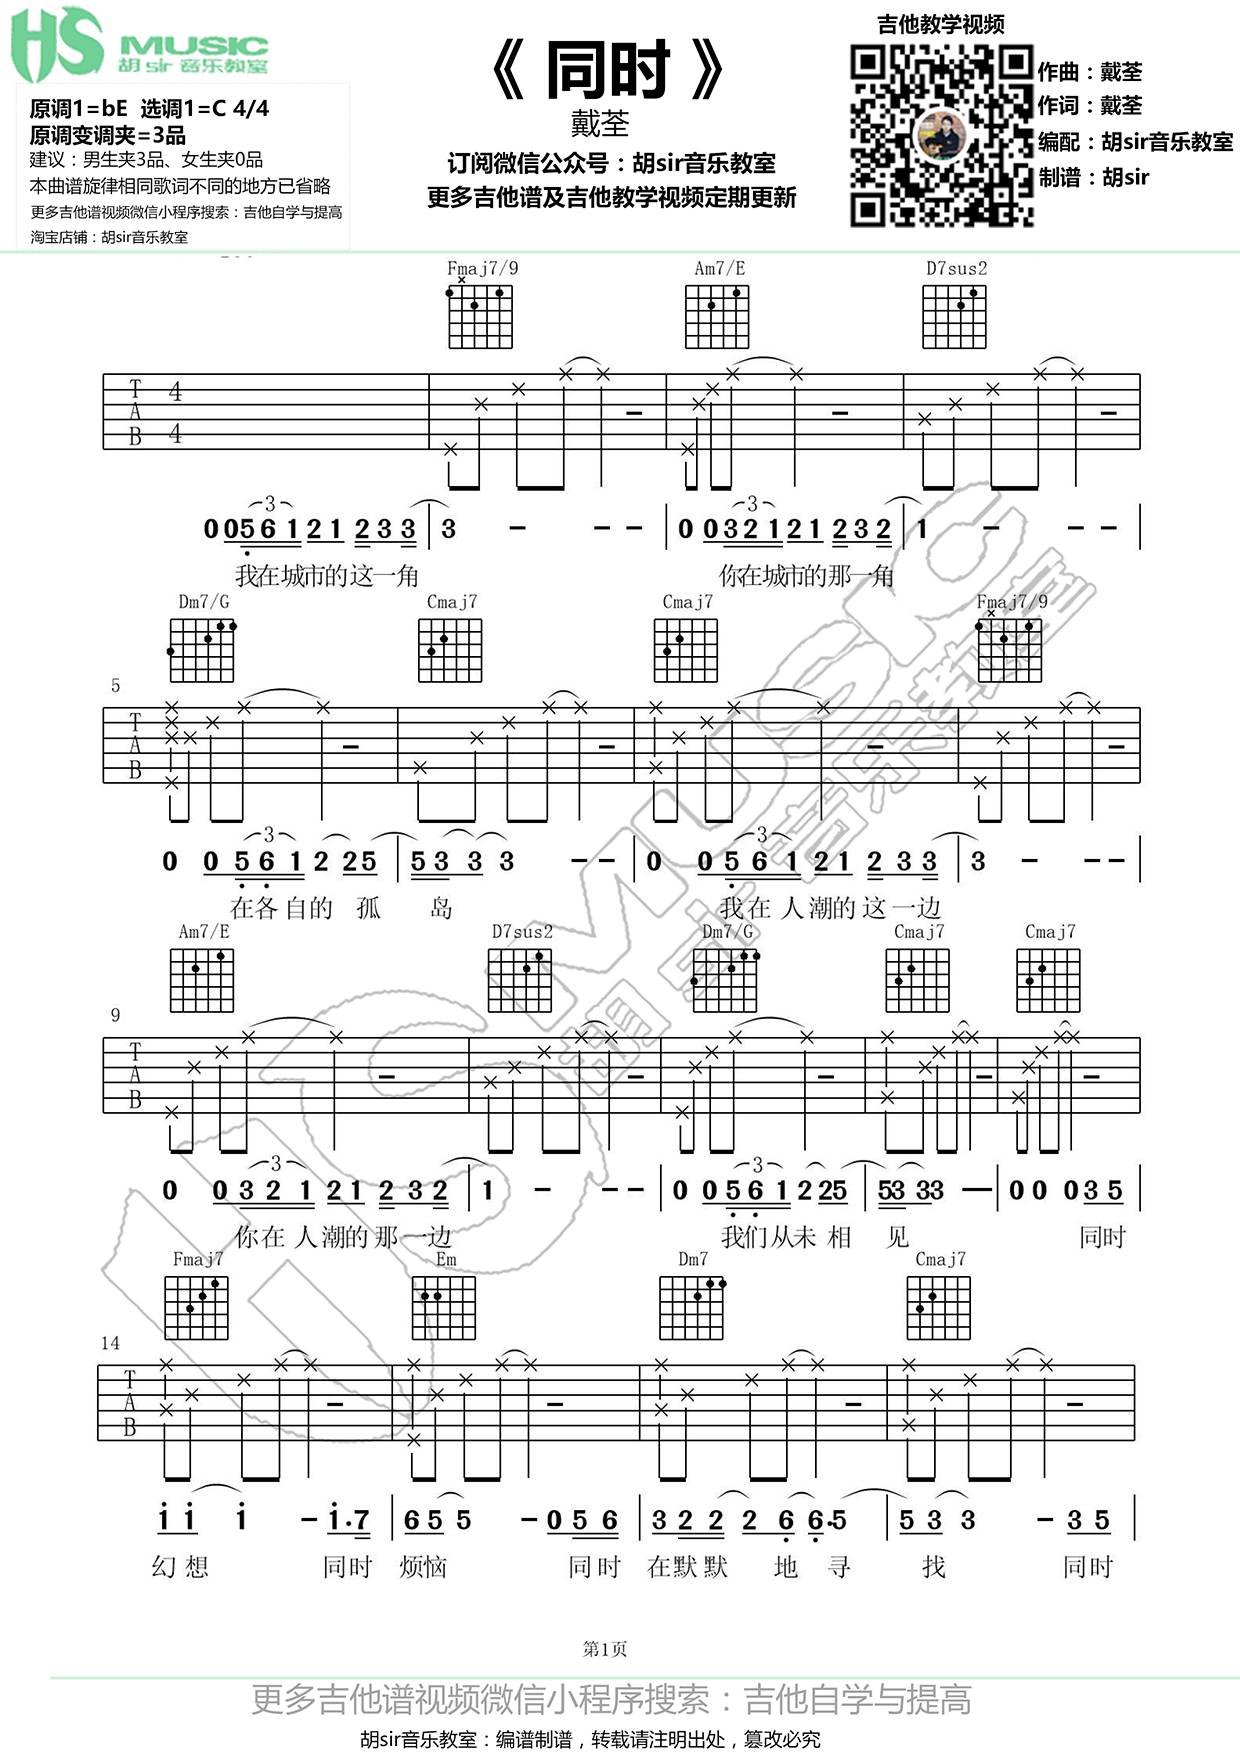 HS MUSIC
胡 sir 音乐教室
原调1=bE 选调1=C 4/4
原调变调夹=3品
建议：男生夹3品、女生夹0品
本曲谱旋律相同歌词不同的地方已省略
更多吉他谱视频微信小程序搜索：吉他自学与提高
淘宝店铺：胡sir音乐教室
《 同时 》
戴荃
订阅微信公众号：胡sir音乐教室
更多吉他谱及吉他教学视频定期更新
吉他教学视频
作曲：戴荃
作词：戴荃
编配：胡sir音乐教室
制谱：胡sir
Fmaj7/9 Am7/E D7sus2
T A B 4 4
3 3
0 0 5 6 1 2 1 2 3 3 3 - - - 0 0 3 2 1 2 1 2 3 2 1 - - -
我在城市的这一角 你在城市的那一角
Dm7/G Cmaj7 Cmaj7 Fmaj7/9
5
T A B
3 3
0 0 5 6 1 2 2 5 5 3 3 3 - - 0 0 5 6 1 2 1 2 3 3 3 - - -
在各自的 孤 岛 我在人潮的这一边
Am7/E D7sus2 Dm7/G Cmaj7 Cmaj7
9
T A B
3 3
0 0 3 2 1 2 1 2 3 2 1 - - - 0 0 5 6 1 2 2 5 5 3 3 3 - 0 0 0 3 5
你在人潮的那一边 我们从未相 见 同时
Fmaj7 Em Dm7 Cmaj7
14
T A B
1 1 1 - 1. 7 6 5 5 - 0 5 6 3 2 2 2 6 6. 5 5 3 3 - 3 5
幻想 同时 烦恼 同时 在默默 地 寻 找 同时
HS MUSIC
胡 sir 音乐教室
第1页
更多吉他谱视频微信小程序搜索：吉他自学与提高
胡sir音乐教室：编谱制谱，转载请注明出处，篡改必究